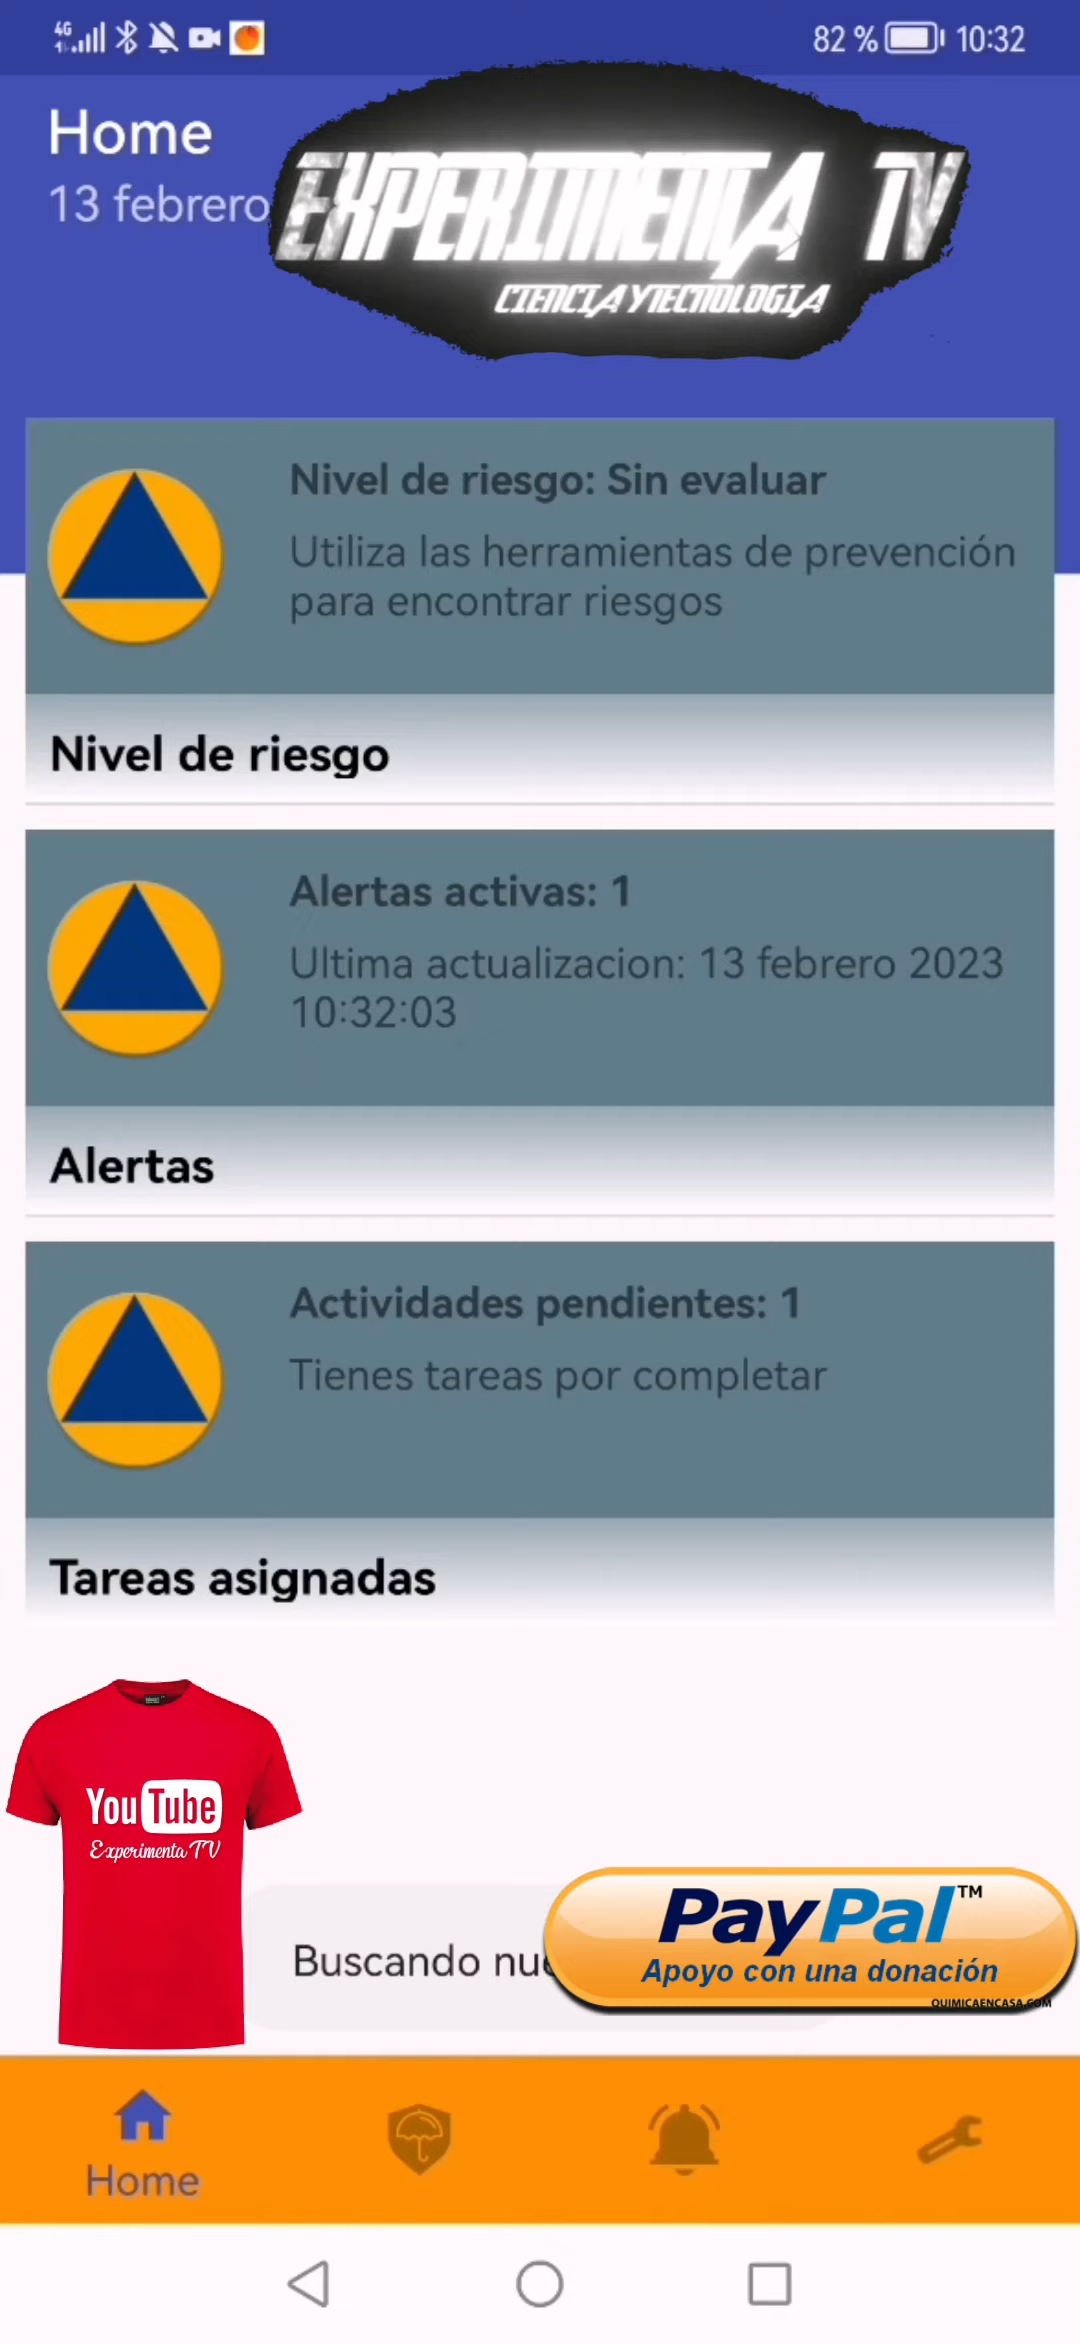 4G
82 %
10:32
Home
13 febrero
EXPERIMENTA TV
CIENCIA Y TECNOLOGIA
Nivel de riesgo: Sin evaluar
Utiliza las herramientas de prevención
para encontrar riesgos
Nivel de riesgo
Alertas activas: 1
Ultima actualizacion: 13 febrero 2023
10:32:03
Alertas
Actividades pendientes: 1
Tienes tareas por completar
Tareas asignadas
YouTube
Experimenta TV
Buscando
PayPal™
Apoyo con una donación
QUIMICAENCASA.COM
Home